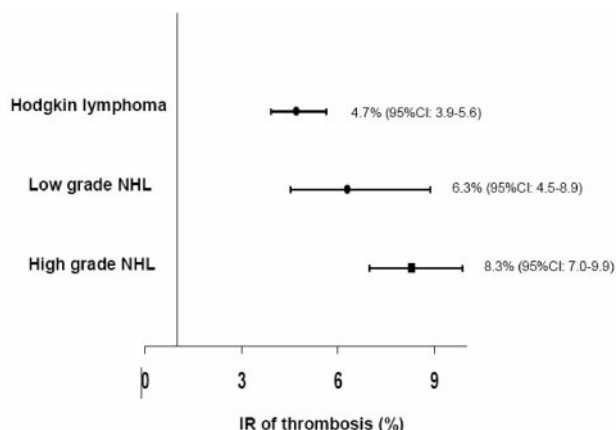 Hodgkin lymphoma
4.7% (95%CI: 3.9-5.6)
Low grade NHL
6.3% (95%CI: 4.5-8.9)
High grade NHL
8.3% (95%CI: 7.0-9.9)
0 3 6 9
IR of thrombosis (%)